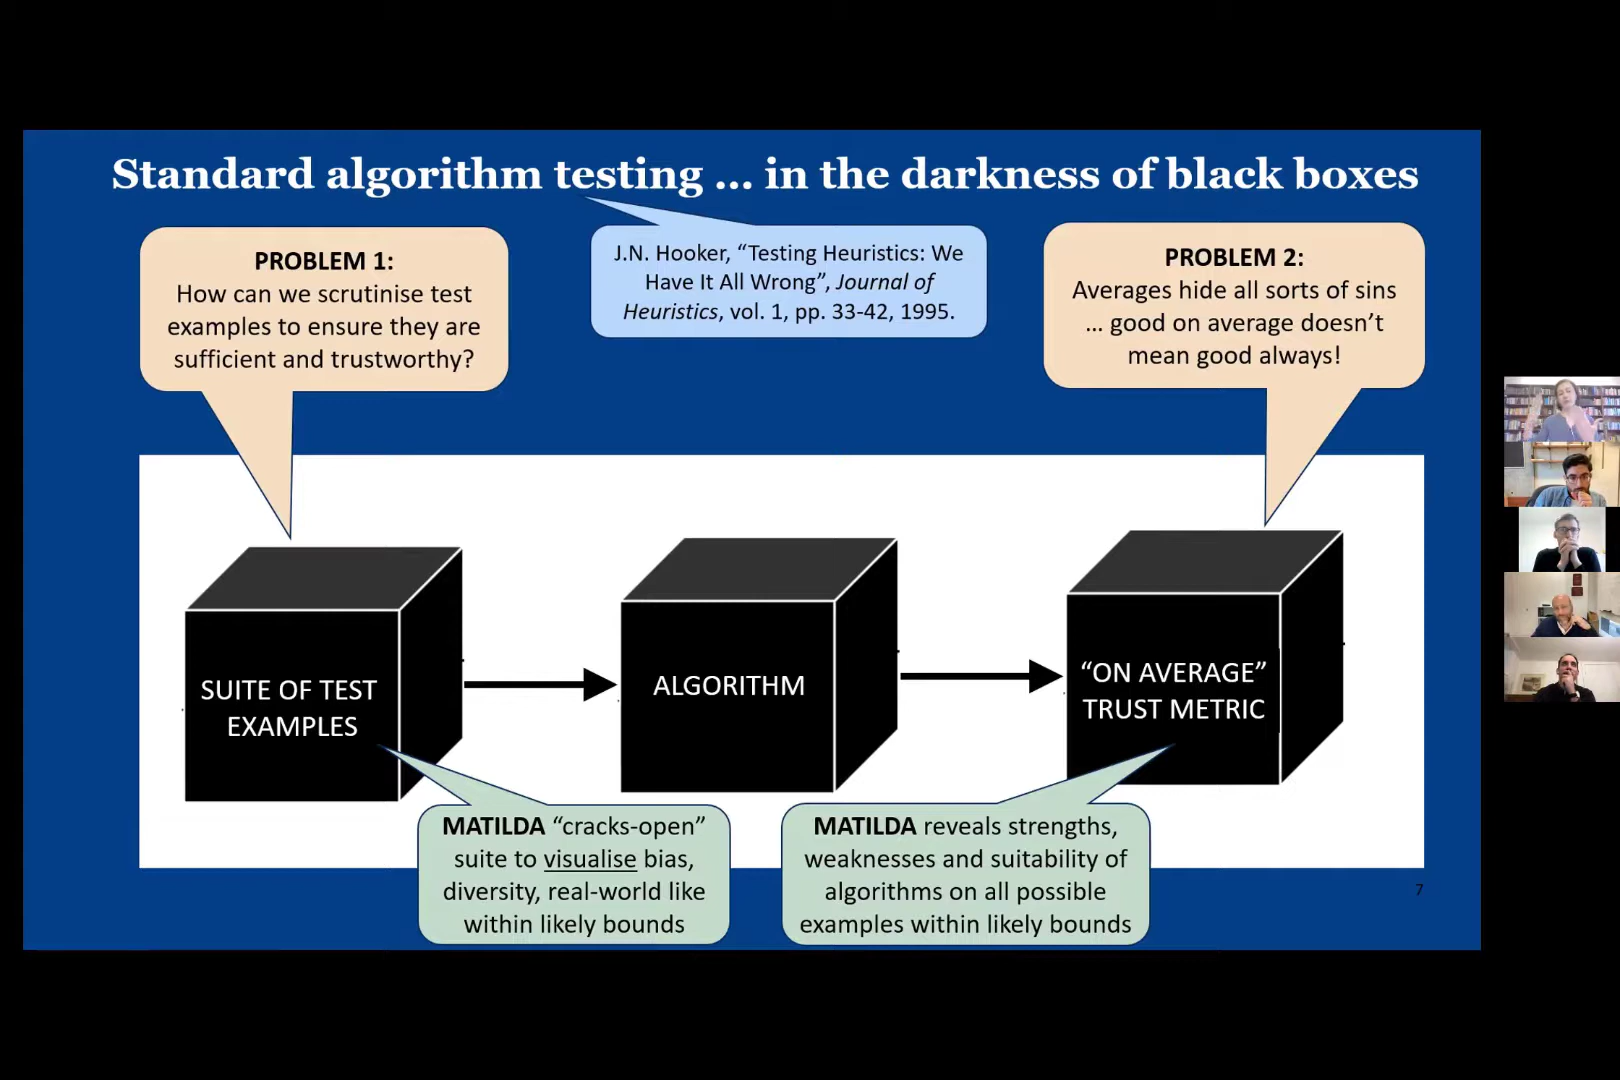 Standard algorithm testing ... in the darkness of black boxes
PROBLEM 1:
How can we scrutinise test
examples to ensure they are
sufficient and trustworthy?
J.N. Hooker, “Testing Heuristics: We
Have It All Wrong”, Journal of
Heuristics, vol. 1, pp. 33-42, 1995.
PROBLEM 2:
Averages hide all sorts of sins
... good on average doesn’t
mean good always!
SUITE OF TEST
EXAMPLES
ALGORITHM
“ON AVERAGE”
TRUST METRIC
MATILDA “cracks-open”
suite to visualise bias,
diversity, real-world like
within likely bounds
MATILDA reveals strengths,
weaknesses and suitability of
algorithms on all possible
examples within likely bounds
7